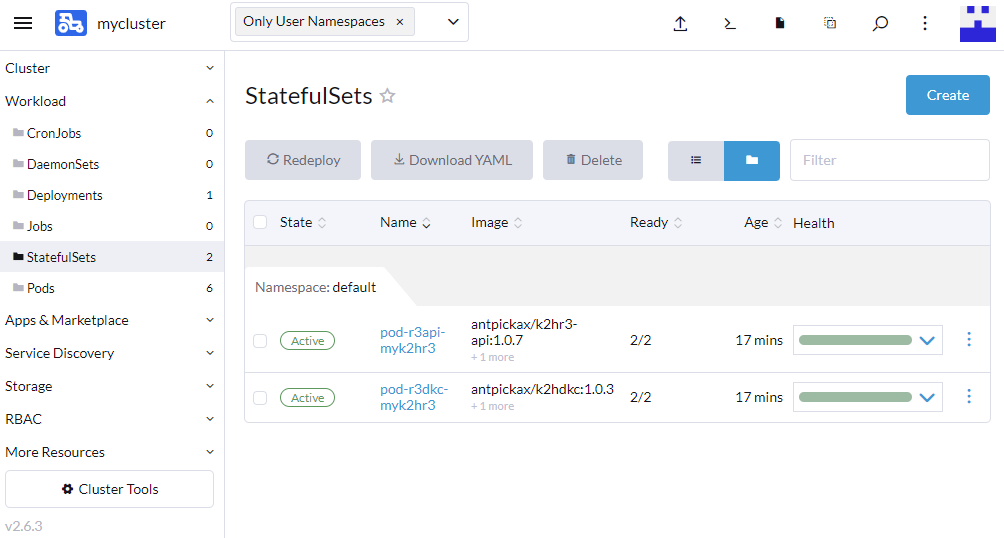 mycluster
Only User Namespaces ×
Cluster
Workload
CronJobs 0
DaemonSets 0
Deployments 1
Jobs 0
StatefulSets 2
Pods 6
Apps & Marketplace
Service Discovery
Storage
RBAC
More Resources
Cluster Tools
v2.6.3
StatefulSets
Create
Redeploy
Download YAML
Delete
Filter
State Name Image Ready Age Health
Namespace: default
Active
pod-r3api-
myk2hr3
antpickax/k2hr3-
api:1.0.7
+ 1 more
2/2
17 mins
Active
pod-r3dkc-
myk2hr3
antpickax/k2hdkc:1.0.3
+ 1 more
2/2
17 mins